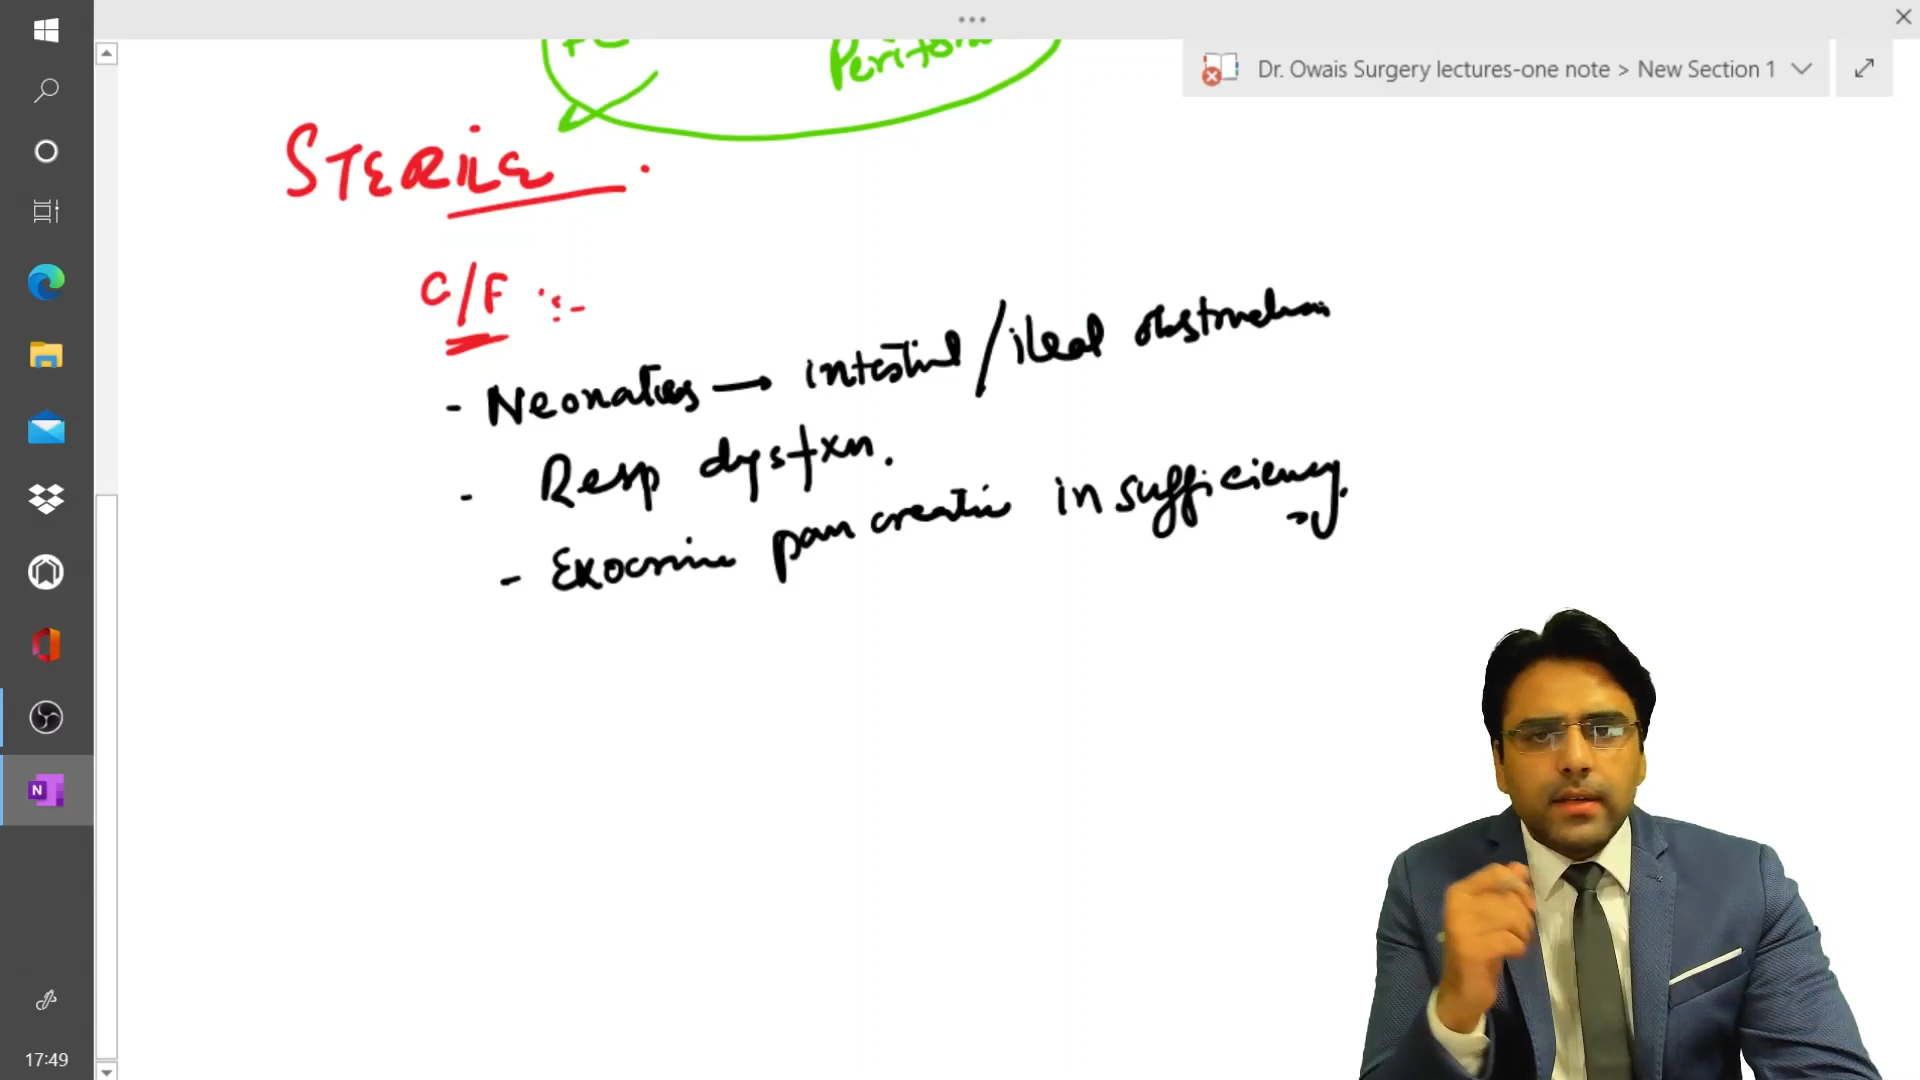 Dr. Owais Surgery lectures-one note > New Section 1
STERILE .
C/F :-
- Neonates → intestinal / ileal obstruction
- Resp dysfxn.
- Exocrine pancreatic insufficiency.
N
17:49